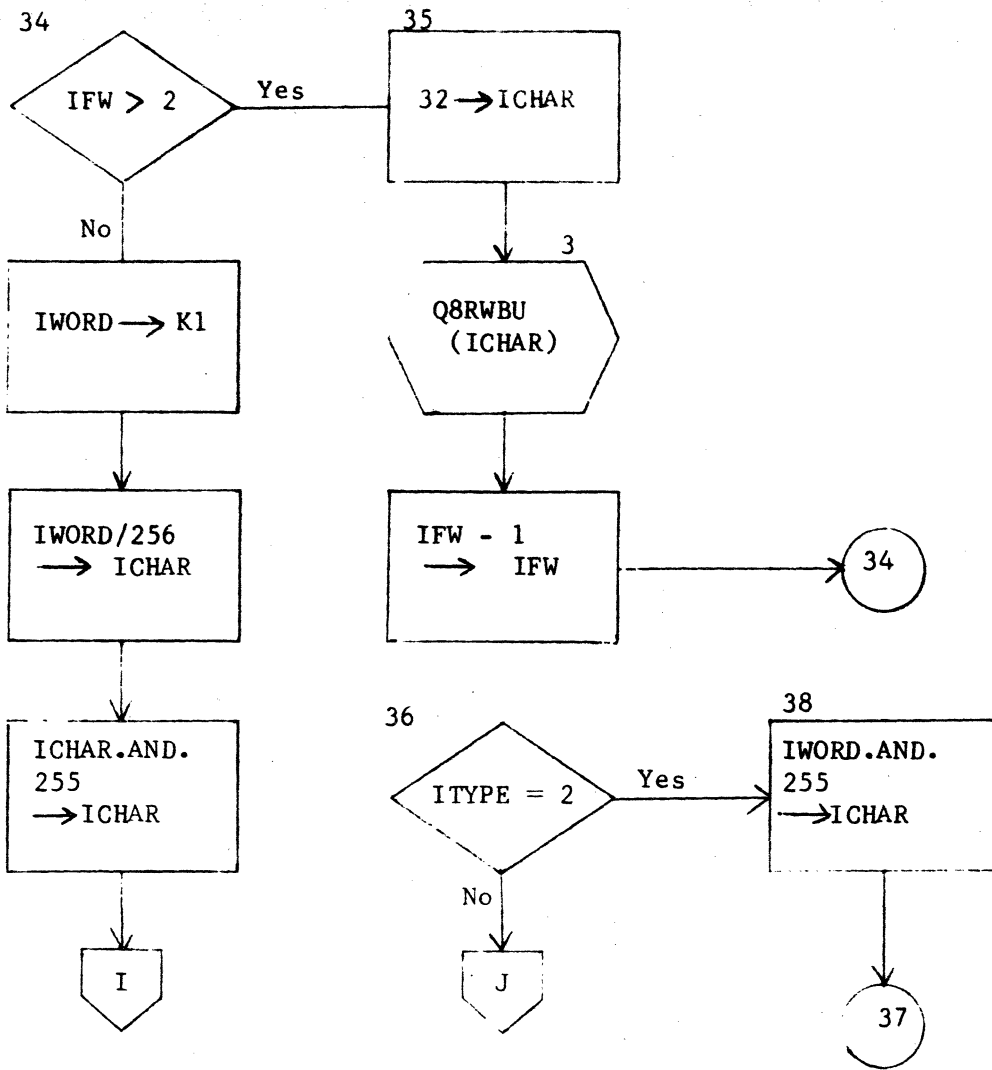 34
IFW > 2
Yes
No
IWORD → K1
IWORD/256
→ ICHAR
ICHAR.AND.
255
→ ICHAR
I
35
32 → ICHAR
3
Q8RWBU
(ICHAR)
IFW - 1
→ IFW
34
36
ITYPE = 2
Yes
No
J
38
IWORD.AND.
255
→ ICHAR
37